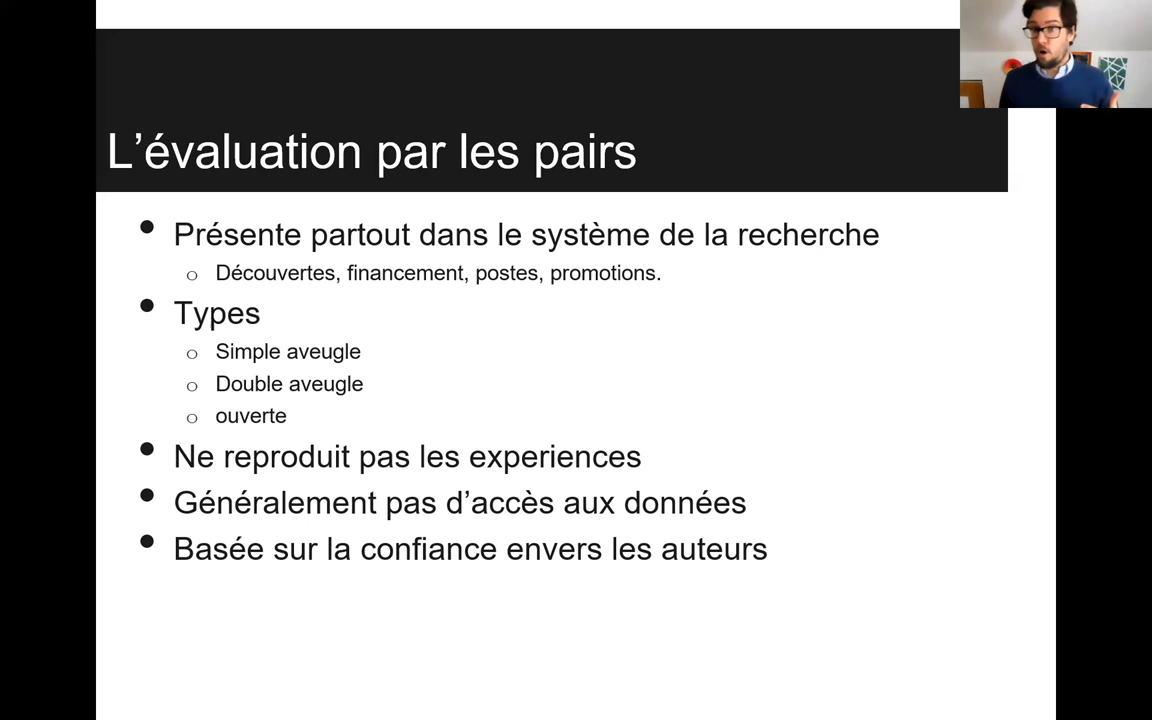 L’évaluation par les pairs
• Présente partout dans le système de la recherche
o Découvertes, financement, postes, promotions.
• Types
o Simple aveugle
o Double aveugle
o ouverte
• Ne reproduit pas les experiences
• Généralement pas d’accès aux données
• Basée sur la confiance envers les auteurs